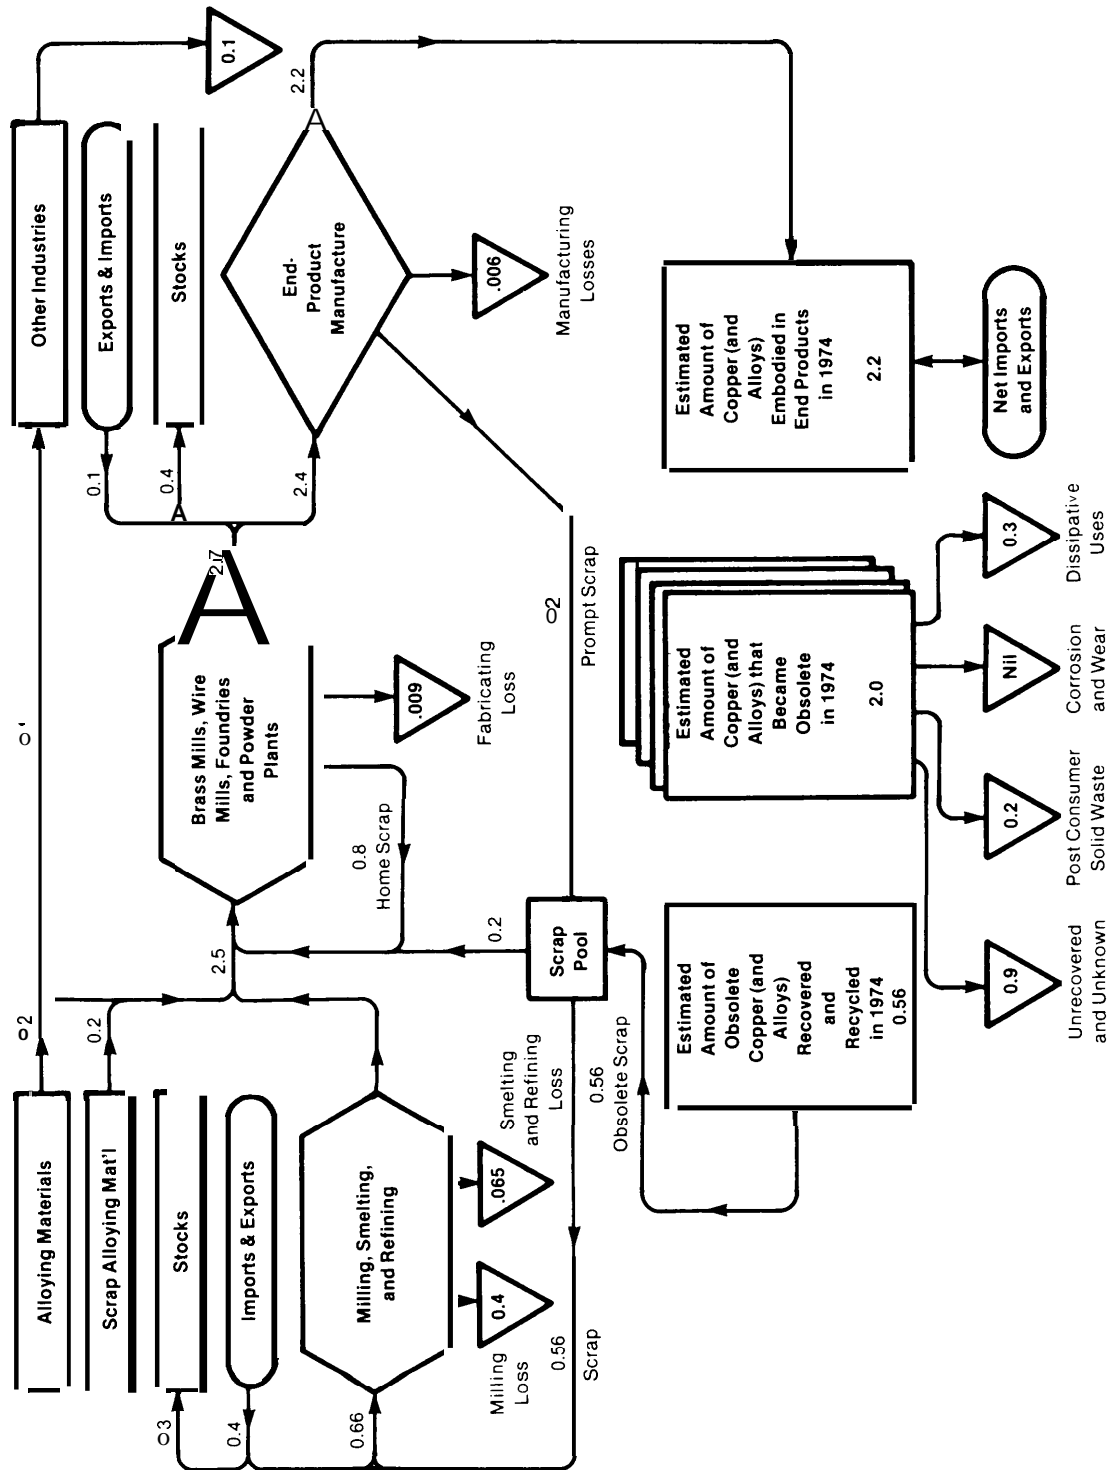 Alloying Materials
o2
0 '
Other Industries
0.1
Scrap Alloying Mat'l
0.2
Exports & Imports
0.1
Stocks
O3
Stocks
0.4
A
Imports & Exports
0.4
2.5
Brass Mills, Wire
Mills, Foundries
and Powder
Plants
A
2.7
2.4
End-
Product
Manufacture
A
2.2
Milling, Smelting,
and Refining
0.66
0.8
Home Scrap
.009
Fabricating
Loss
.006
Manufacturing
Losses
0.4
Milling
Loss
.065
Smelting
and Refining
Loss
0.2
Scrap
Pool
O2
Prompt Scrap
0.56
Scrap
0.56
Obsolete Scrap
Estimated
Amount of
Obsolete
Copper (and
Alloys)
Recovered
and
Recycled
in 1974
0.56
Estimated
Amount of
Copper (and
Alloys) that
Became
Obsolete
in 1974
2.0
Estimated
Amount of
Copper (and
Alloys)
Embodied in
End Products
in 1974
2.2
0.9
Unrecovered
and Unknown
0.2
Post Consumer
Solid Waste
Nil
Corrosion
and Wear
0.3
Dissipative
Uses
Net Imports
and Exports